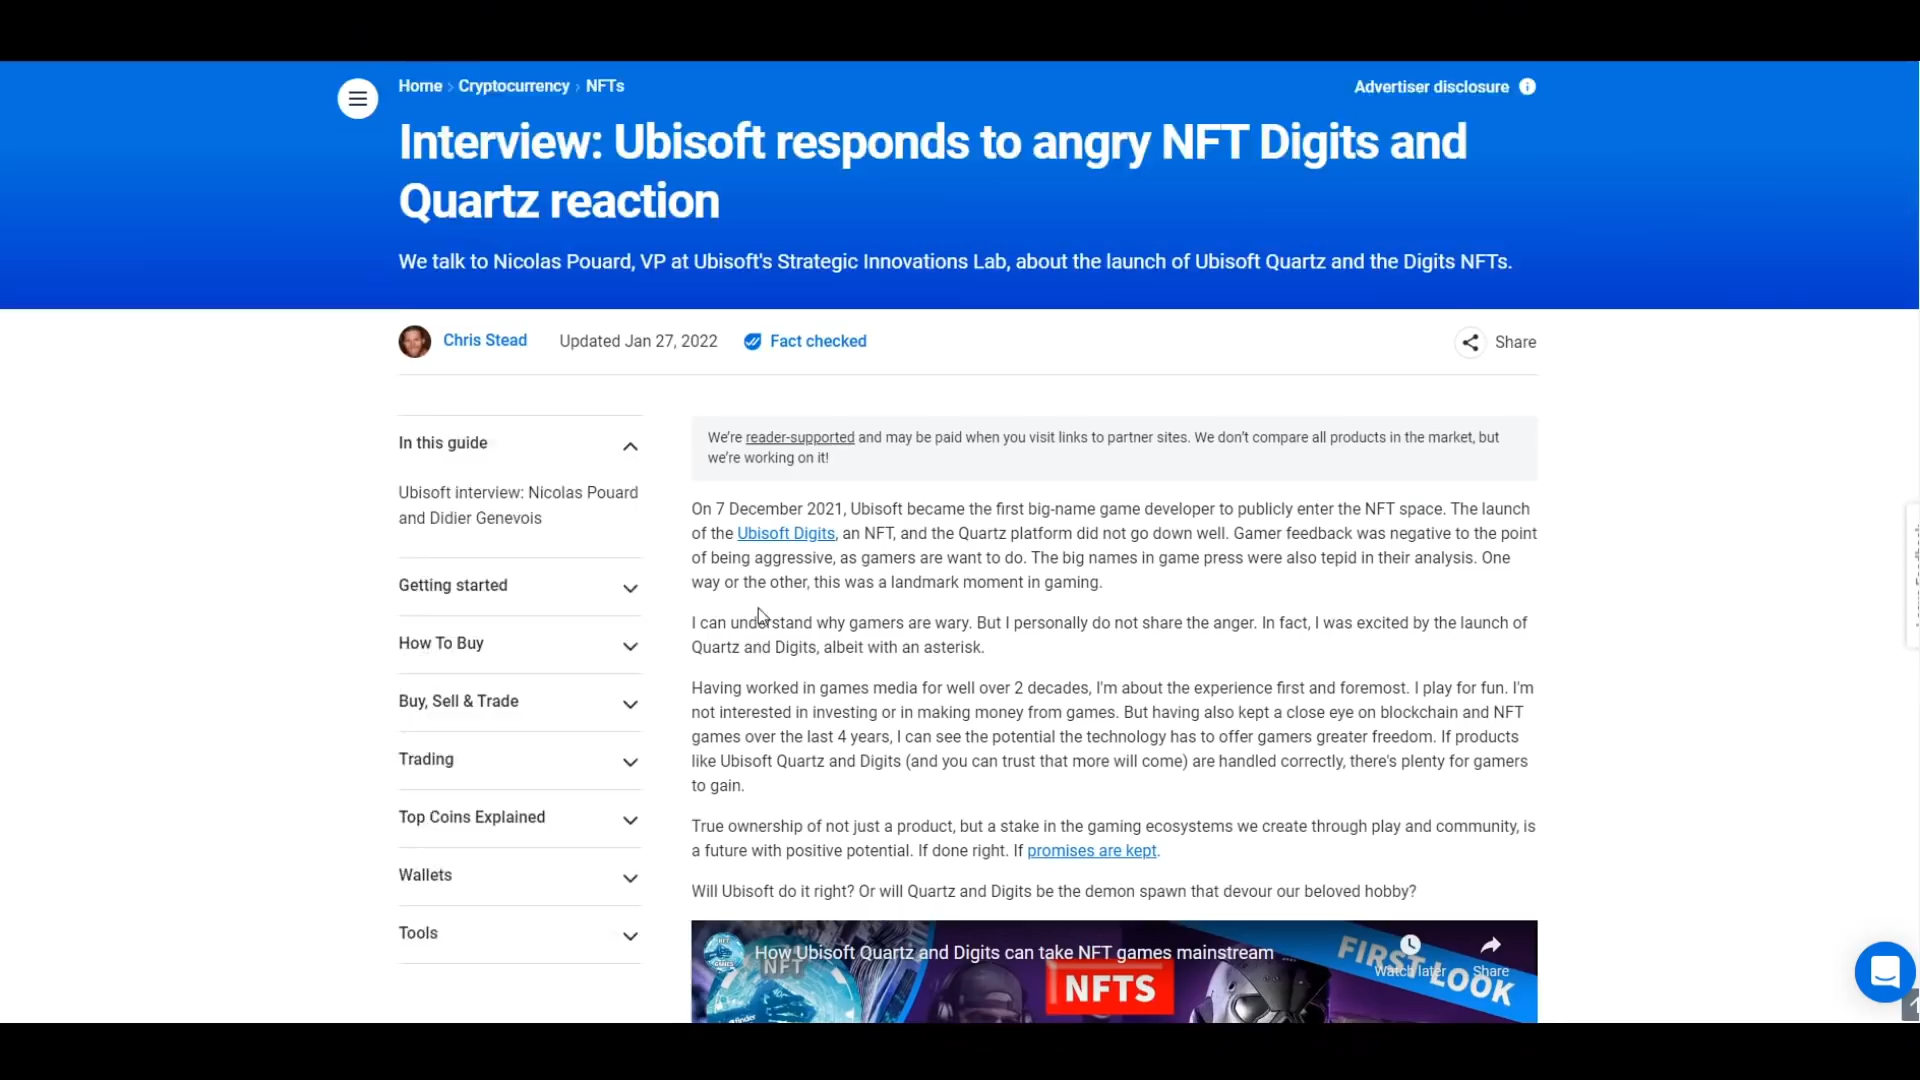 Home › Cryptocurrency › NFTs
Advertiser disclosure
Interview: Ubisoft responds to angry NFT Digits and
Quartz reaction
We talk to Nicolas Pouard, VP at Ubisoft's Strategic Innovations Lab, about the launch of Ubisoft Quartz and the Digits NFTs.
Chris Stead
Updated Jan 27, 2022
Fact checked
Share
In this guide
Ubisoft interview: Nicolas Pouard
and Didier Genevois
Getting started
How To Buy
Buy, Sell & Trade
Trading
Top Coins Explained
Wallets
Tools
We're reader-supported and may be paid when you visit links to partner sites. We don't compare all products in the market, but
we're working on it!
On 7 December 2021, Ubisoft became the first big-name game developer to publicly enter the NFT space. The launch
of the Ubisoft Digits, an NFT, and the Quartz platform did not go down well. Gamer feedback was negative to the point
of being aggressive, as gamers are want to do. The big names in game press were also tepid in their analysis. One
way or the other, this was a landmark moment in gaming.
I can understand why gamers are wary. But I personally do not share the anger. In fact, I was excited by the launch of
Quartz and Digits, albeit with an asterisk.
Having worked in games media for well over 2 decades, I'm about the experience first and foremost. I play for fun. I'm
not interested in investing or in making money from games. But having also kept a close eye on blockchain and NFT
games over the last 4 years, I can see the potential the technology has to offer gamers greater freedom. If products
like Ubisoft Quartz and Digits (and you can trust that more will come) are handled correctly, there's plenty for gamers
to gain.
True ownership of not just a product, but a stake in the gaming ecosystems we create through play and community, is
a future with positive potential. If done right. If promises are kept.
Will Ubisoft do it right? Or will Quartz and Digits be the demon spawn that devour our beloved hobby?
How Ubisoft Quartz and Digits can take NFT games mainstream
Watch later
Share
NFT
NFTS
FIRST LOOK
finder